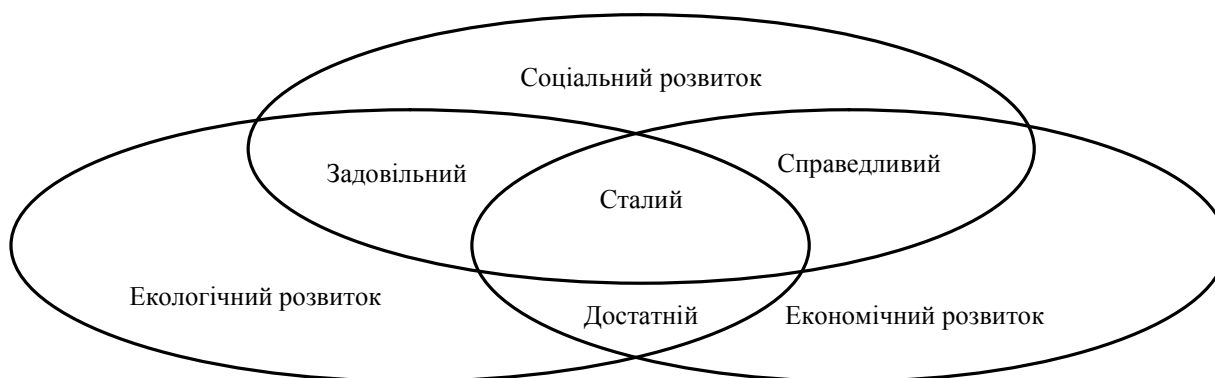 Соціальний розвиток
Задовільний
Справедливий
Сталий
Екологічний розвиток
Достатній
Економічний розвиток